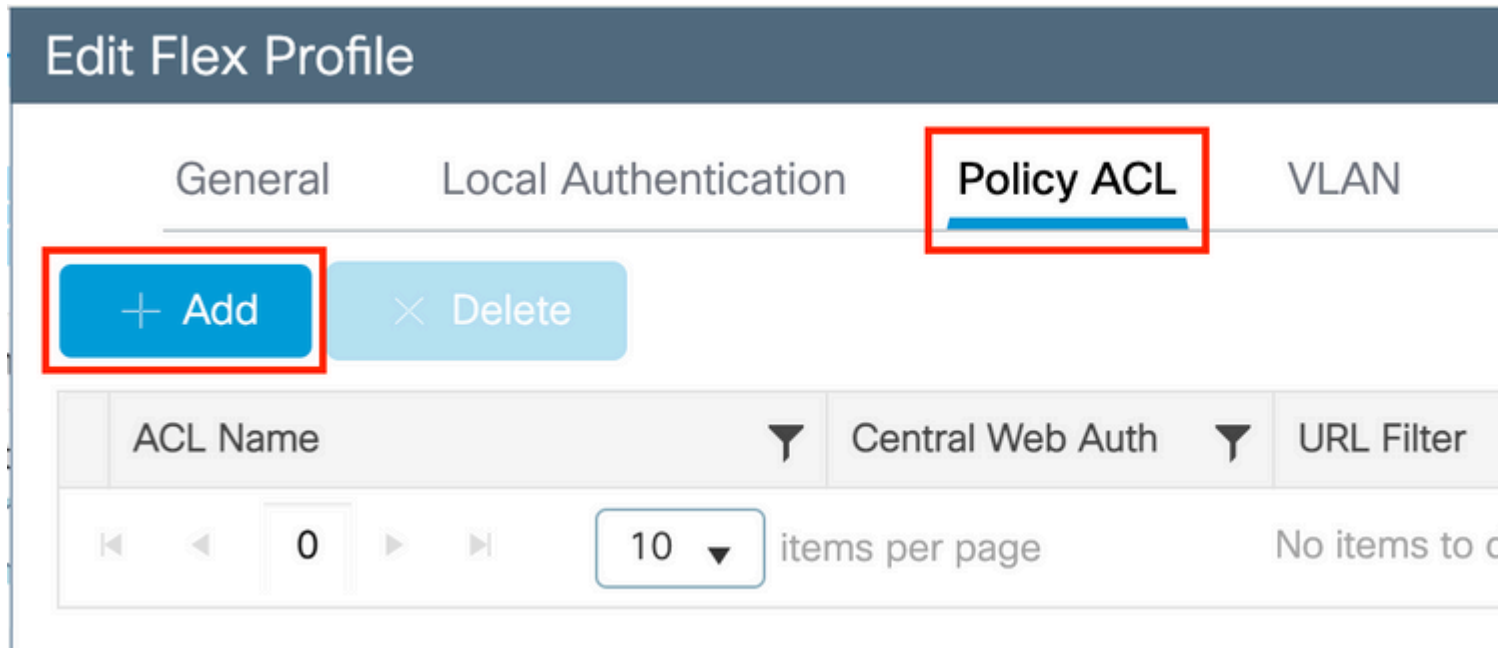 Edit Flex Profile
General Local Authentication Policy ACL VLAN
+ Add × Delete
ACL Name Central Web Auth URL Filter
0 10 items per page No items to